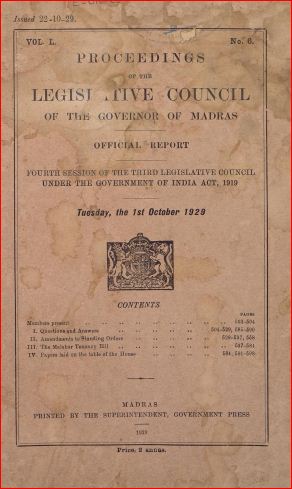 Issued 22-10-29.
VOL. L. No. 6.
PROCEEDINGS
OF THE
LEGISLATIVE COUNCIL
OF THE GOVERNOR OF MADRAS
OFFICIAL REPORT
FOURTH SESSION OF THE THIRD LEGISLATIVE COUNCIL
UNDER THE GOVERNMENT OF INDIA ACT, 1919
Tuesday, the 1st October 1929
CONTENTS
PAGES
Members present
I. Questions and Answers
II. Amendments to Standing Orders
III. The Malabar Tenancy Bill
IV. Papers laid on the table of the House
MADRAS
PRINTED BY THE SUPERINTENDENT, GOVERNMENT PRESS
1929
Price, 2 annas.